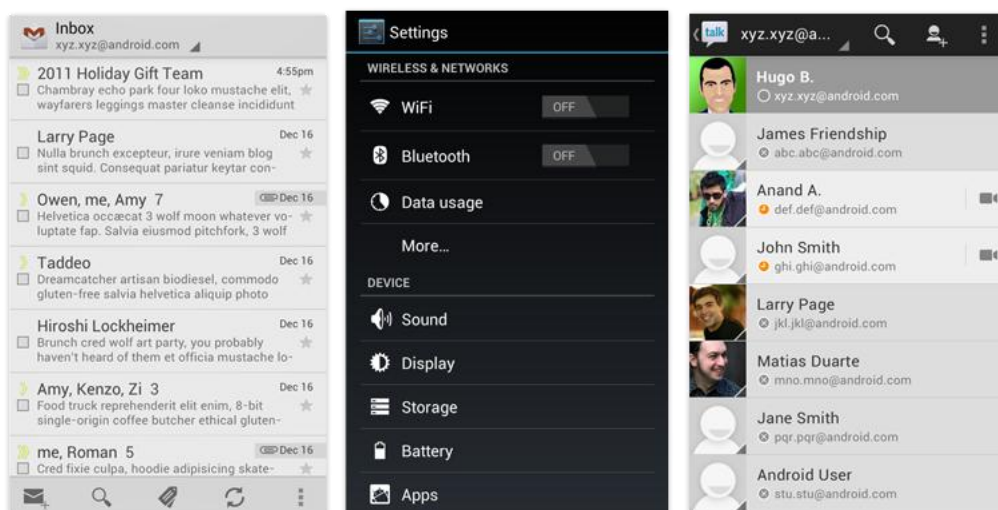 Inbox
xyz.xyz@android.com
2011 Holiday Gift Team 4:55pm
Chambray echo park four loko mustache elit,
wayfarers leggings master cleanse incididunt
Larry Page Dec 16
Nulla brunch excepteur, irure veniam blog
sint squid. Consequat pariatur keytar con-
Owen, me, Amy 7 Dec 16
Helvetica occæcat 3 wolf moon whatever vo-
luptate fap. Salvia eiusmod pitchfork, 3 wolf
Taddeo Dec 16
Dreamcatcher artisan biodiesel, commodo
gluten-free salvia helvetica aliquip photo
Hiroshi Lockheimer Dec 16
Brunch cred wolf art party, you probably
haven't heard of them et officia mustache lo-
Amy, Kenzo, Zi 3 Dec 16
Food truck reprehenderit elit enim, 8-bit
single-origin coffee butcher ethical gluten-
me, Roman 5 Dec 16
Cred fixie culpa, hoodie adipisicing skate-
Settings
WIRELESS & NETWORKS
WiFi OFF
Bluetooth OFF
Data usage
More...
DEVICE
Sound
Display
Storage
Battery
Apps
talk xyz.xyz@a...
Hugo B.
xyz.xyz@android.com
James Friendship
abc.abc@android.com
Anand A.
def.def@android.com
John Smith
ghi.ghi@android.com
Larry Page
jkl.jkl@android.com
Matias Duarte
mno.mno@android.com
Jane Smith
pqr.pqr@android.com
Android User
stu.stu@android.com